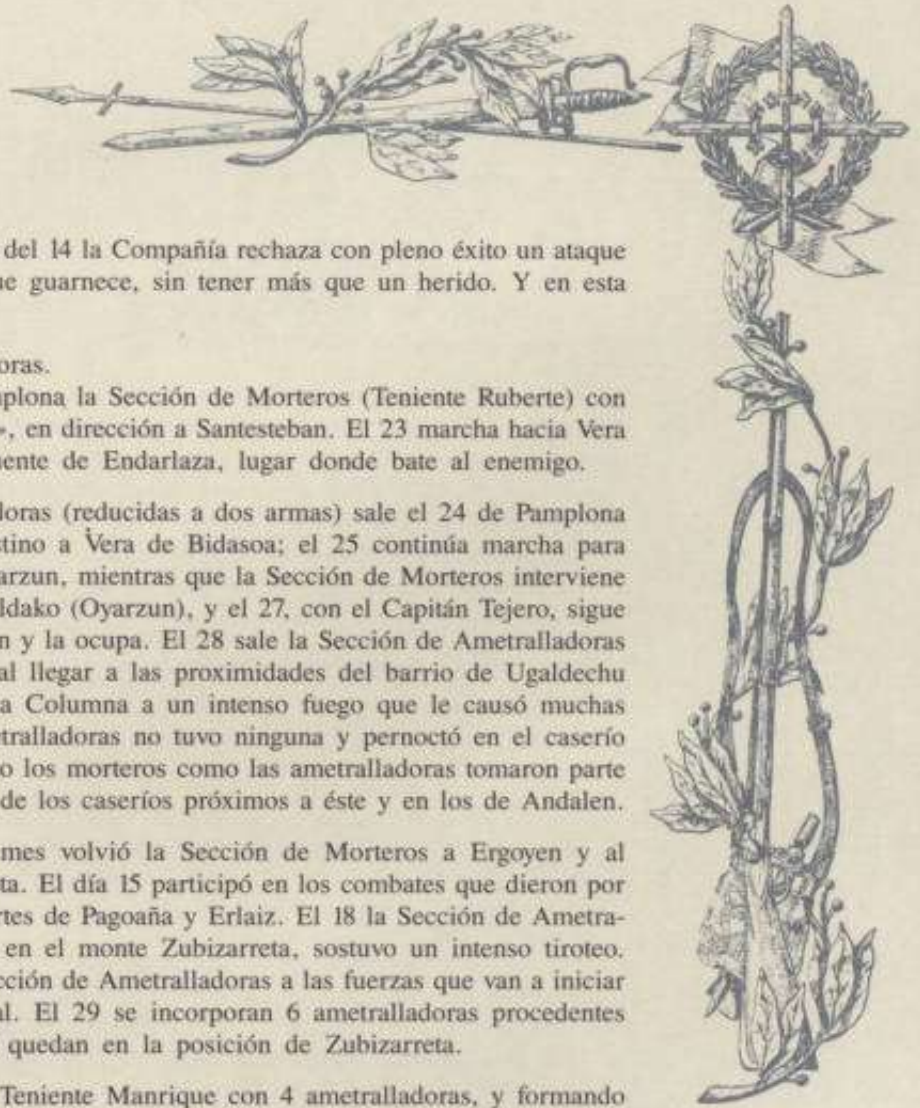 del 14 la Compañía rechaza con pleno éxito un ataque
ue guarnece, sin tener más que un herido. Y en esta
oras.
nplona la Sección de Morteros (Teniente Ruberte) con
», en dirección a Santesteban. El 23 marcha hacia Vera
uente de Endarlaza, lugar donde bate al enemigo.
loras (reducidas a dos armas) sale el 24 de Pamplona
stino a Vera de Bidasoa; el 25 continúa marcha para
arzun, mientras que la Sección de Morteros interviene
ldako (Oyarzun), y el 27, con el Capitán Tejero, sigue
n y la ocupa. El 28 sale la Sección de Ametralladoras
al llegar a las proximidades del barrio de Ugaldechu
a Columna a un intenso fuego que le causó muchas
etralladoras no tuvo ninguna y pernoctó en el caserío
o los morteros como las ametralladoras tomaron parte
de los caseríos próximos a éste y en los de Andalen.
mes volvió la Sección de Morteros a Ergoyen y al
ta. El día 15 participó en los combates que dieron por
rtes de Pagoaña y Erlaiz. El 18 la Sección de Ametra-
en el monte Zubizarreta, sostuvo un intenso tiroteo.
cción de Ametralladoras a las fuerzas que van a iniciar
al. El 29 se incorporan 6 ametralladoras procedentes
quedan en la posición de Zubizarreta.
Teniente Manrique con 4 ametralladoras, y formando